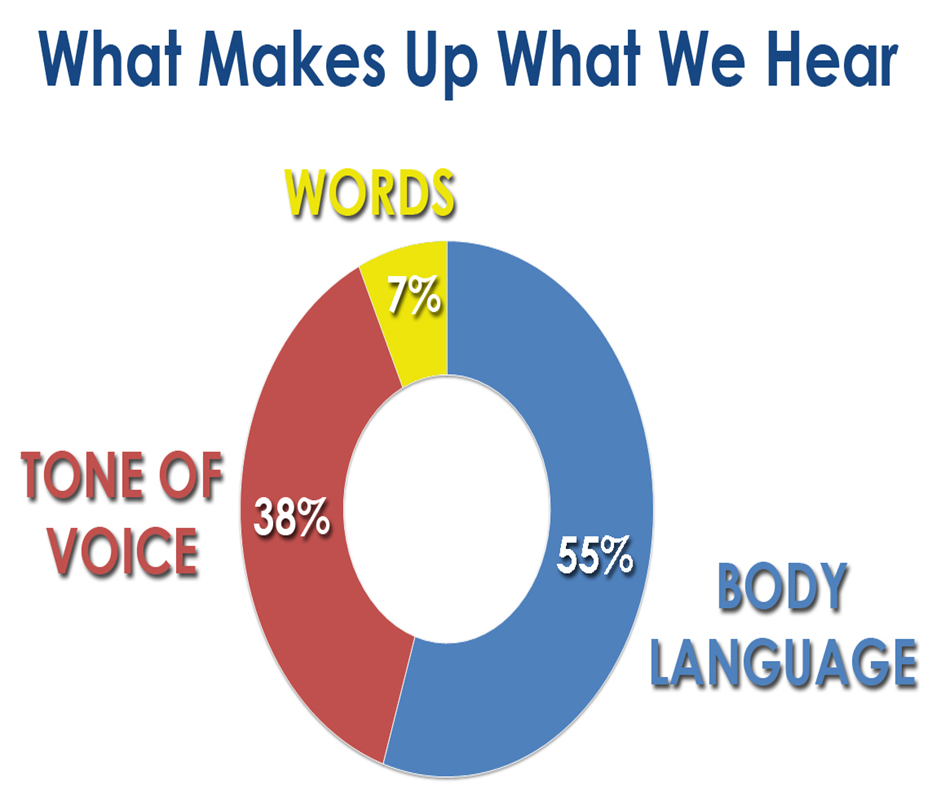 What Makes Up What We Hear
WORDS
7%
TONE OF
VOICE
38%
55%
BODY
LANGUAGE